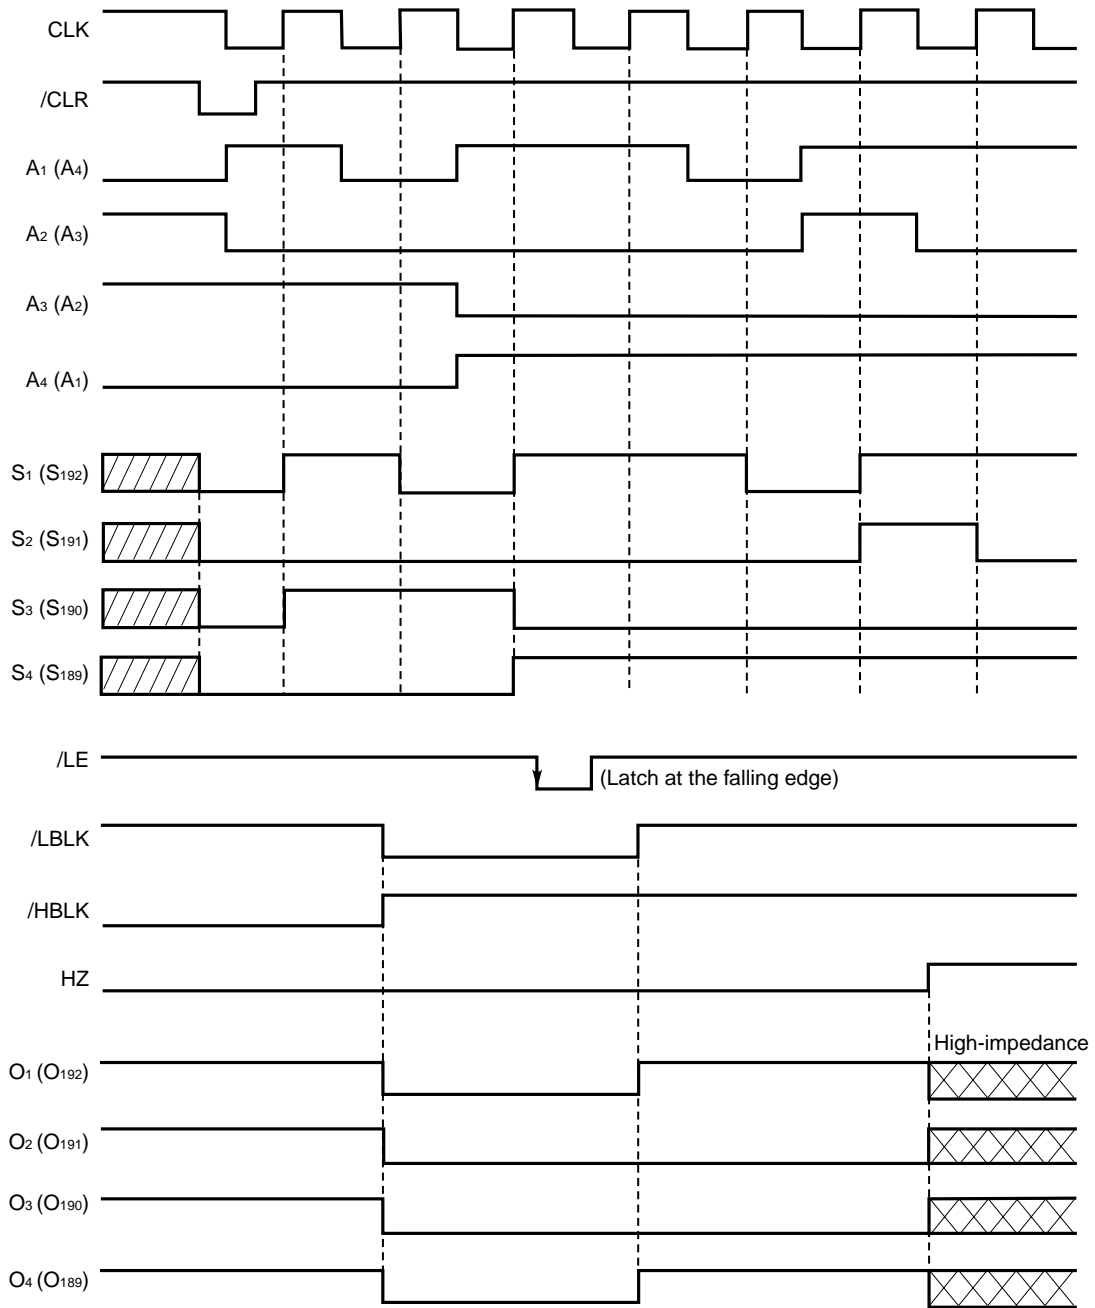 CLK
/CLR
A1 (A4)
A2 (A3)
A3 (A2)
A4 (A1)
S1 (S192)
S2 (S191)
S3 (S190)
S4 (S189)
/LE
(Latch at the falling edge)
/LBLK
/HBLK
HZ
High-impedance
O1 (O192)
O2 (O191)
O3 (O190)
O4 (O189)